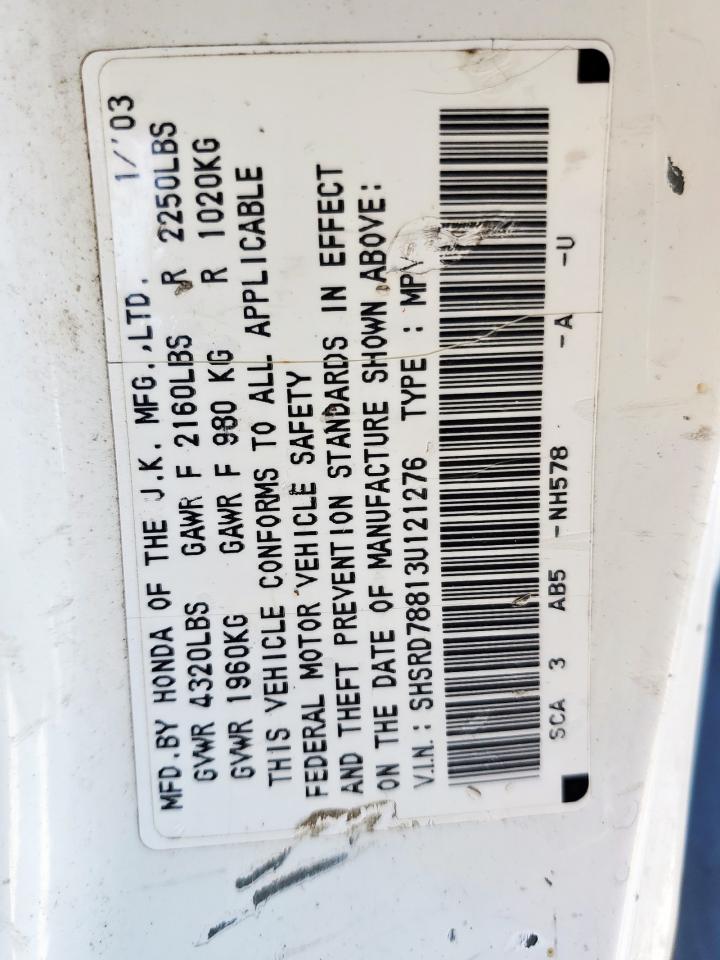 MFD.BY HONDA OF THE J.K. MFG.,LTD. 1/'03
GVWR 4320LBS GAWR F 2160LBS R 2250LBS
GVWR 1960KG GAWR F 980 KG R 1020KG
THIS VEHICLE CONFORMS TO ALL APPLICABLE
FEDERAL MOTOR VEHICLE SAFETY
AND THEFT PREVENTION STANDARDS IN EFFECT
ON THE DATE OF MANUFACTURE SHOWN ABOVE:
V.I.N.: SHSRD78813U121276 TYPE : MPV
SCA 3 AB5 -NH578 -A -U